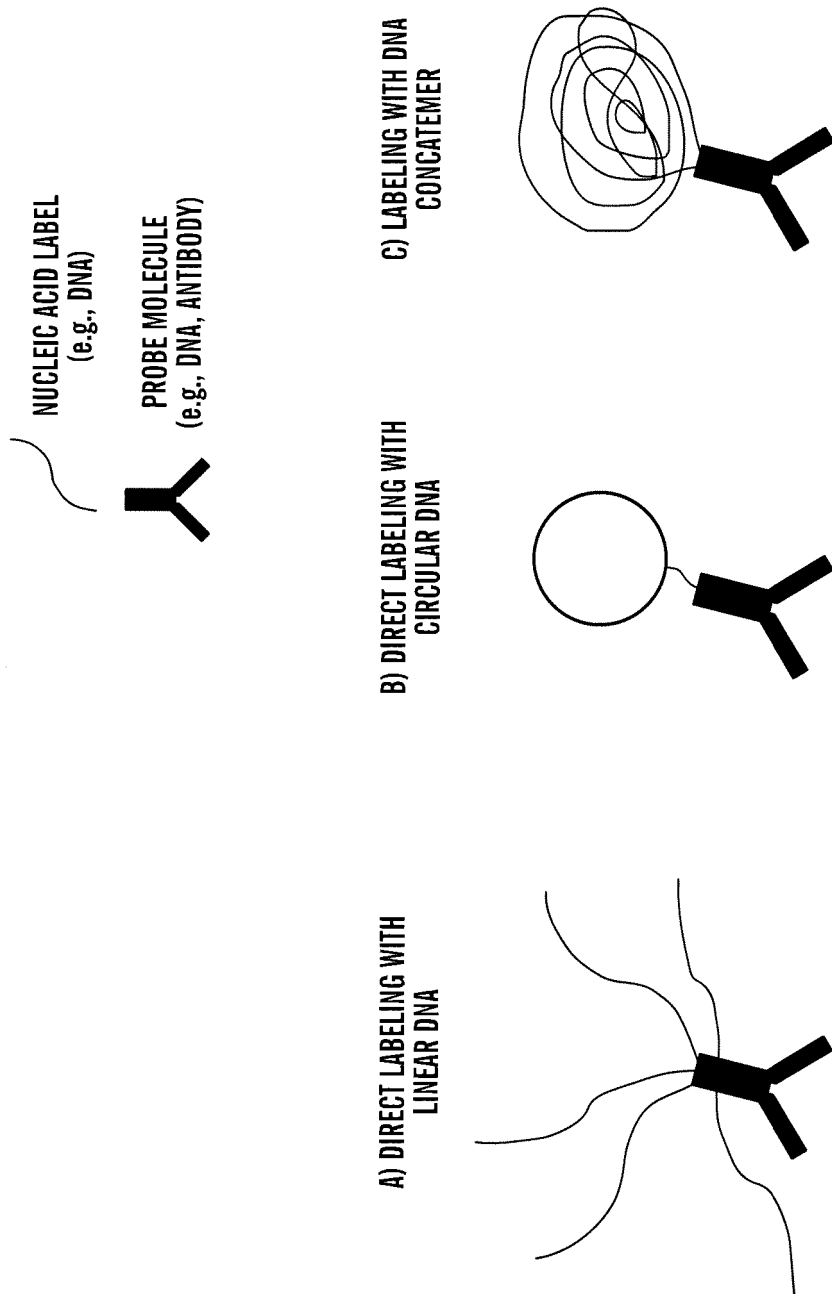 NUCLEIC ACID LABEL
(e.g., DNA)
PROBE MOLECULE
(e.g., DNA, ANTIBODY)
A) DIRECT LABELING WITH
LINEAR DNA
B) DIRECT LABELING WITH
CIRCULAR DNA
C) LABELING WITH DNA
CONCATEMER